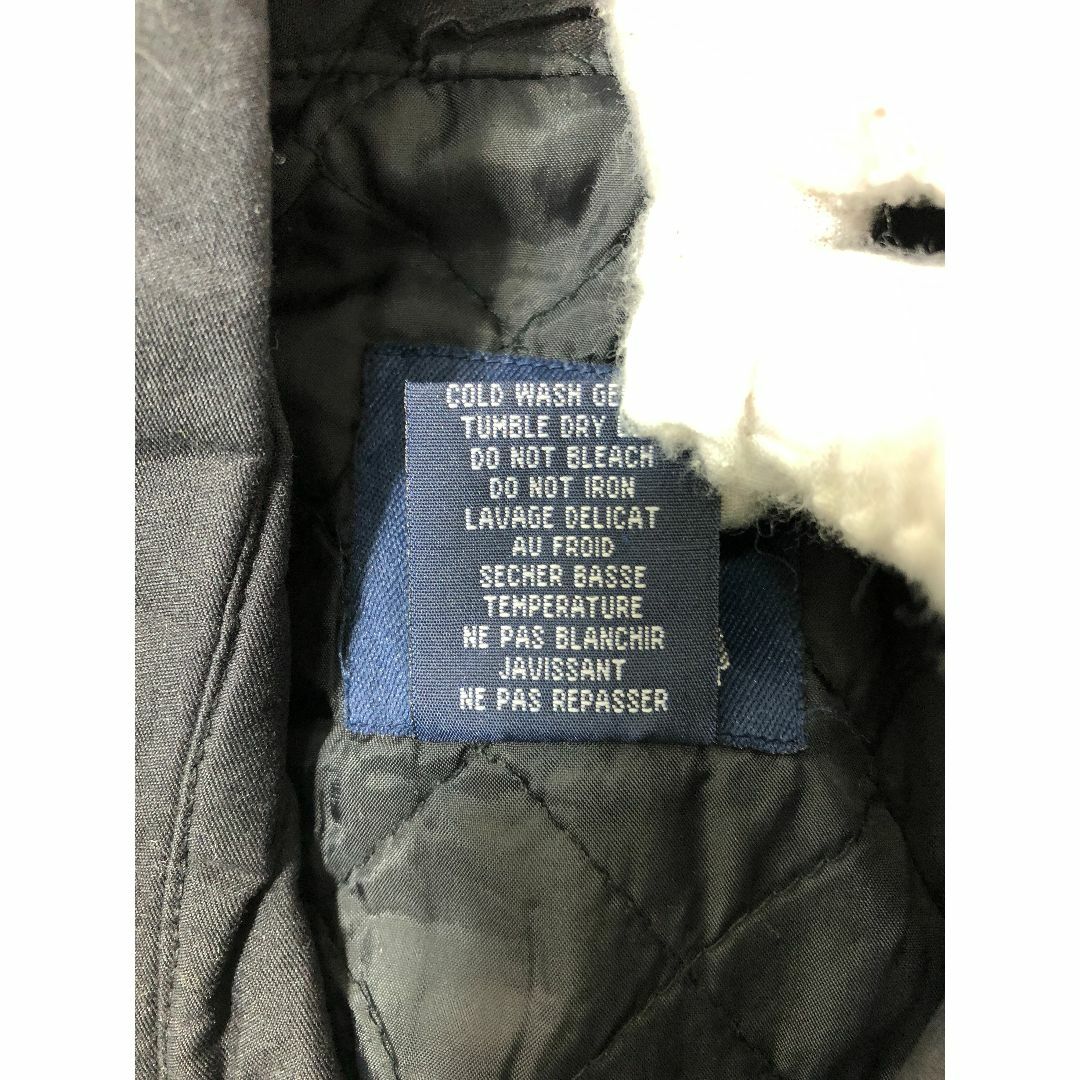 COLD WASH
TUMBLE DRY
DO NOT BLEACH
DO NOT IRON
LAVAGE DELICAT
AU FROID
SECHER BASSE
TEMPERATURE
NE PAS BLANCHIR
JAVISSANT
NE PAS REPASSER